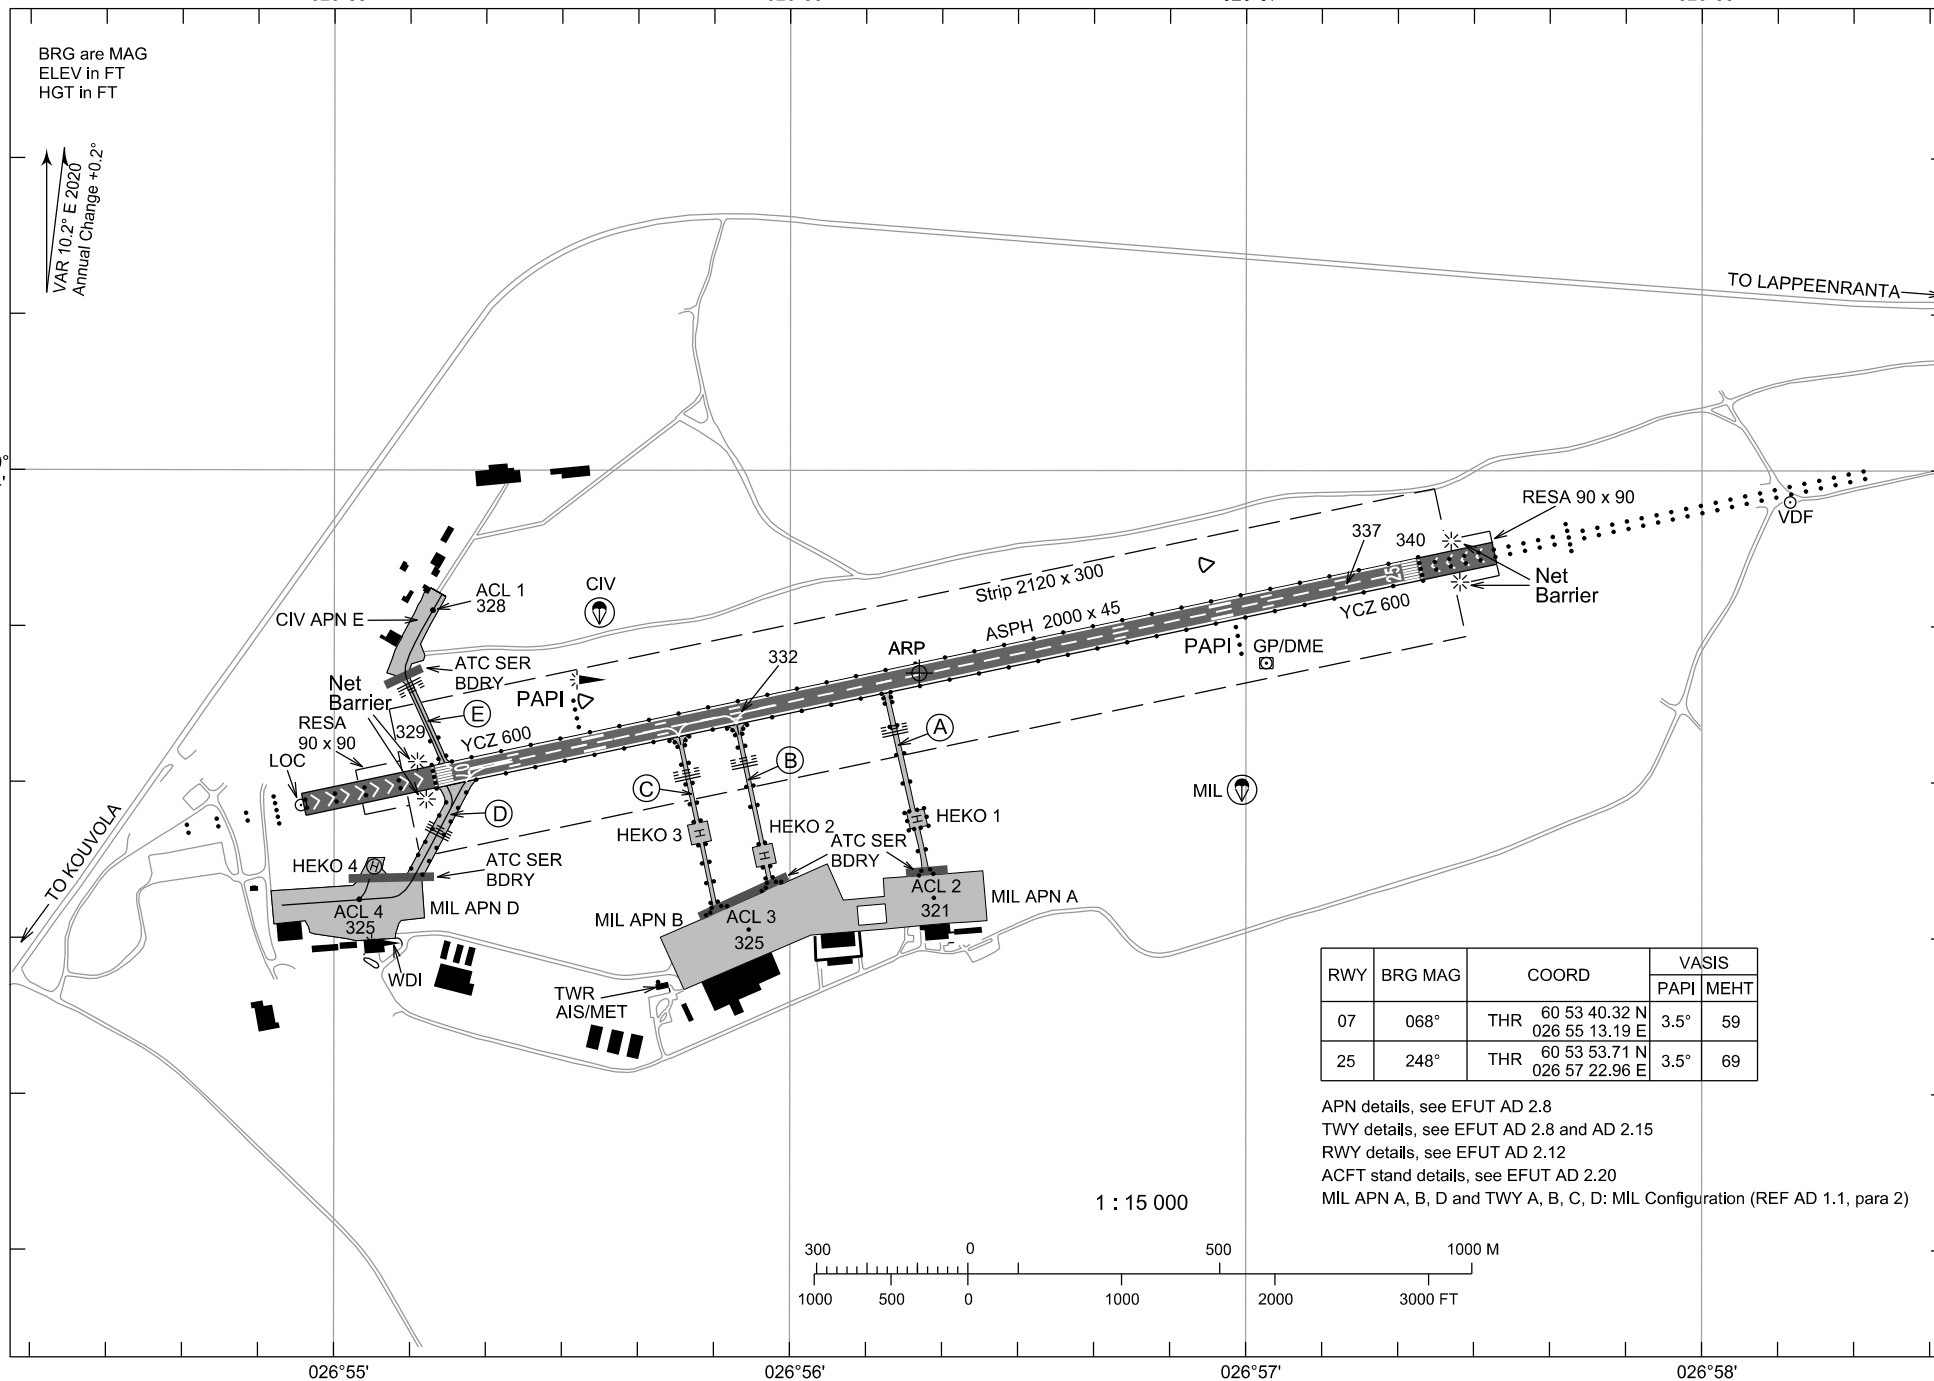 BRG are MAG
ELEV in FT
HGT in FT
VAR 10.2° E 2020
Annual Change +0.2°
TO LAPPEENRANTA
RESA 90 x 90
VDF
337
340
Net
Barrier
YCZ 600
25
Strip 2120 x 300
ASPH 2000 x 45
CIV
ACL 1
328
CIV APN E
ATC SER
BDRY
Net
Barrier
PAPI
332
ARP
PAPI
GP/DME
E
329
YCZ 600
RESA
90 x 90
LOC
07
A
B
C
D
MIL
HEKO 1
HEKO 2
HEKO 3
ATC SER
BDRY
H
H
H
HEKO 4
H
ATC SER
BDRY
TO KOUVOLA
ACL 4
325
MIL APN D
MIL APN B
ACL 3
325
ACL 2
321
MIL APN A
WDI
TWR
AIS/MET
RWY BRG MAG COORD VASIS
PAPI MEHT
07 068° THR 60 53 40.32 N
026 55 13.19 E 3.5° 59
25 248° THR 60 53 53.71 N
026 57 22.96 E 3.5° 69
APN details, see EFUT AD 2.8
TWY details, see EFUT AD 2.8 and AD 2.15
RWY details, see EFUT AD 2.12
ACFT stand details, see EFUT AD 2.20
MIL APN A, B, D and TWY A, B, C, D: MIL Configuration (REF AD 1.1, para 2)
1 : 15 000
300 0 500 1000 M
1000 500 0 1000 2000 3000 FT
026°55' 026°56' 026°57' 026°58'